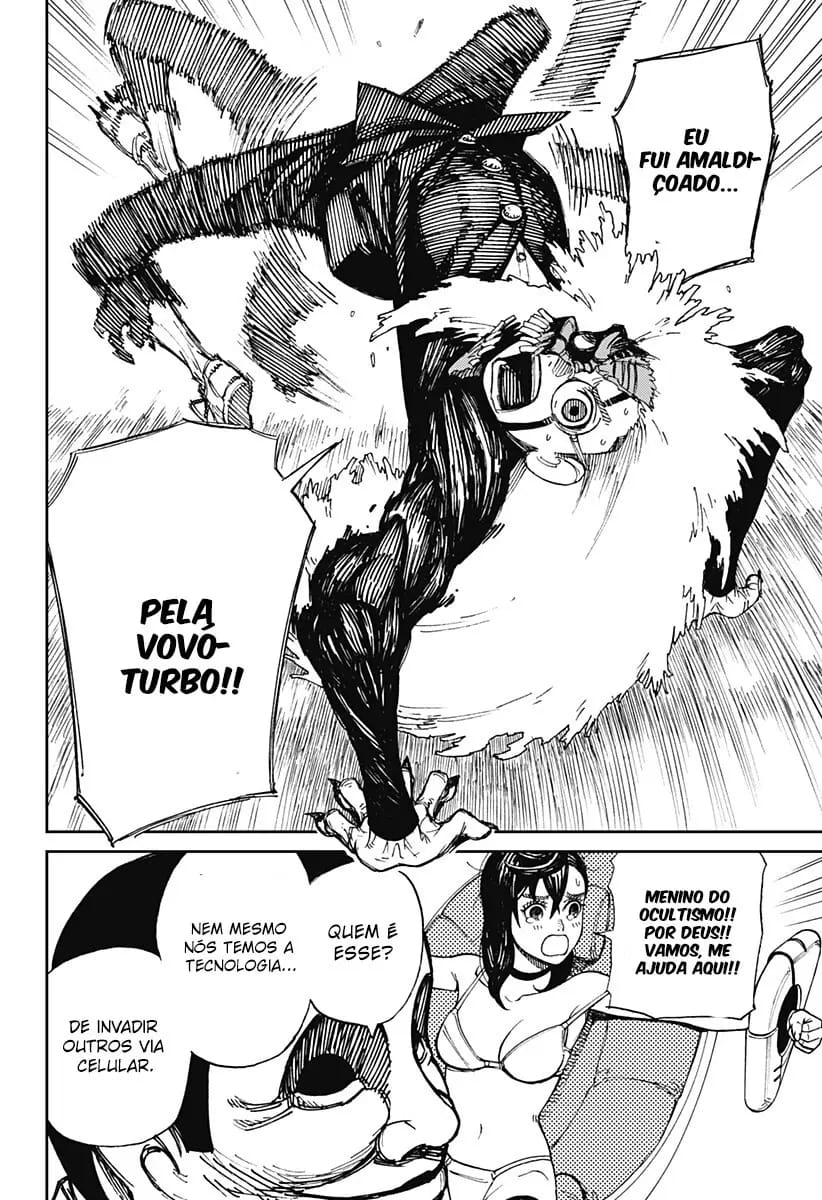 EU
FUI AMALDI-
ÇOADO...
PELA
VOVÓ-
TURBO!!
MENINO DO
OCULTISMO!!
POR DEUS!!
VAMOS, ME
AJUDA AQUI!!
QUEM É
ESSE?
NEM MESMO
NÓS TEMOS A
TECNOLOGIA...
DE INVADIR
OUTROS VIA
CELULAR.